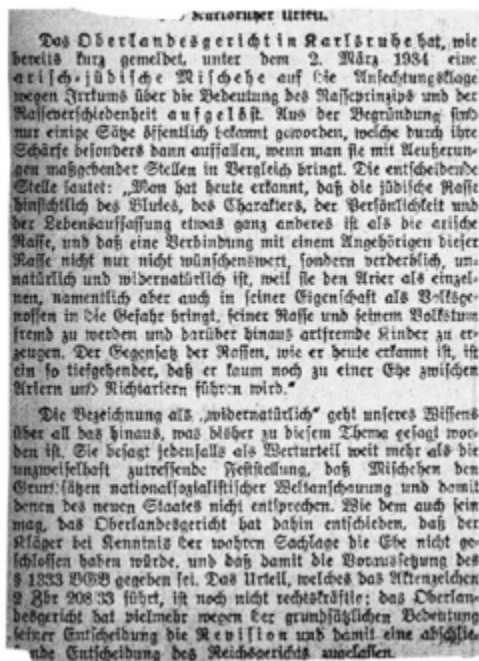 Karlsruher Urteil.
Das Oberlandesgericht in Karlsruhe hat, wie
bereits kurz gemeldet, unter dem 2. März 1934 eine
arisch-jüdische Mischehe auf die Anfechtungsklage
wegen Irrtums über die Bedeutung des Rasseprinzips und der
Rasseverschiedenheit aufgelöst. Aus der Begründung sind
nur einige Sätze öffentlich bekannt geworden, welche durch ihre
Schärfe besonders dann auffallen, wenn man sie mit Aeußerun-
gen maßgebender Stellen in Vergleich bringt. Die entscheidende
Stelle lautet: „Man hat heute erkannt, daß die jüdische Rasse
hinsichtlich des Blutes, des Charakters, der Persönlichkeit und
der Lebensauffassung etwas ganz anderes ist als die arische
Rasse, und daß eine Verbindung mit einem Angehörigen dieser
Rasse nicht nur nicht wünschenswert, sondern verderblich, un-
natürlich und widernatürlich ist, weil sie den Arier als einzel-
nen, namentlich aber auch in seiner Eigenschaft als Volksge-
nossen in die Gefahr bringt, seiner Rasse und seinem Volkstum
fremd zu werden und darüber hinaus artfremde Kinder zu er-
zeugen. Der Gegensatz der Rassen, wie er heute erkannt ist, ist
ein so tiefgehender, daß er kaum noch zu einer Ehe zwischen
Ariern und Nichtariern führen wird."
Die Bezeichnung als „widernatürlich" geht unseres Wissens
über all das hinaus, was bisher zu diesem Thema gesagt wor-
den ist. Sie besagt jedenfalls als Werturteil weit mehr als die
unzweifelhaft zutreffende Feststellung, daß Mischehen den
Grundsätzen nationalsozialistischer Weltanschauung und damit
denen des neuen Staates nicht entsprechen. Wie dem auch sein
mag, das Oberlandesgericht hat dahin entschieden, daß der
Kläger bei Kenntnis der wahren Sachlage die Ehe nicht ge-
schlossen haben würde, und daß damit die Voraussetzung des
§ 1333 BGB gegeben sei. Das Urteil, welches das Aktenzeichen
2 Zbr 208 33 führt, ist noch nicht rechtskräftig; das Oberlan-
desgericht hat vielmehr wegen der grundsätzlichen Bedeutung
seiner Entscheidung die Revision und damit eine abschlie-
nde Entscheidung des Reichsgerichts zugelassen.